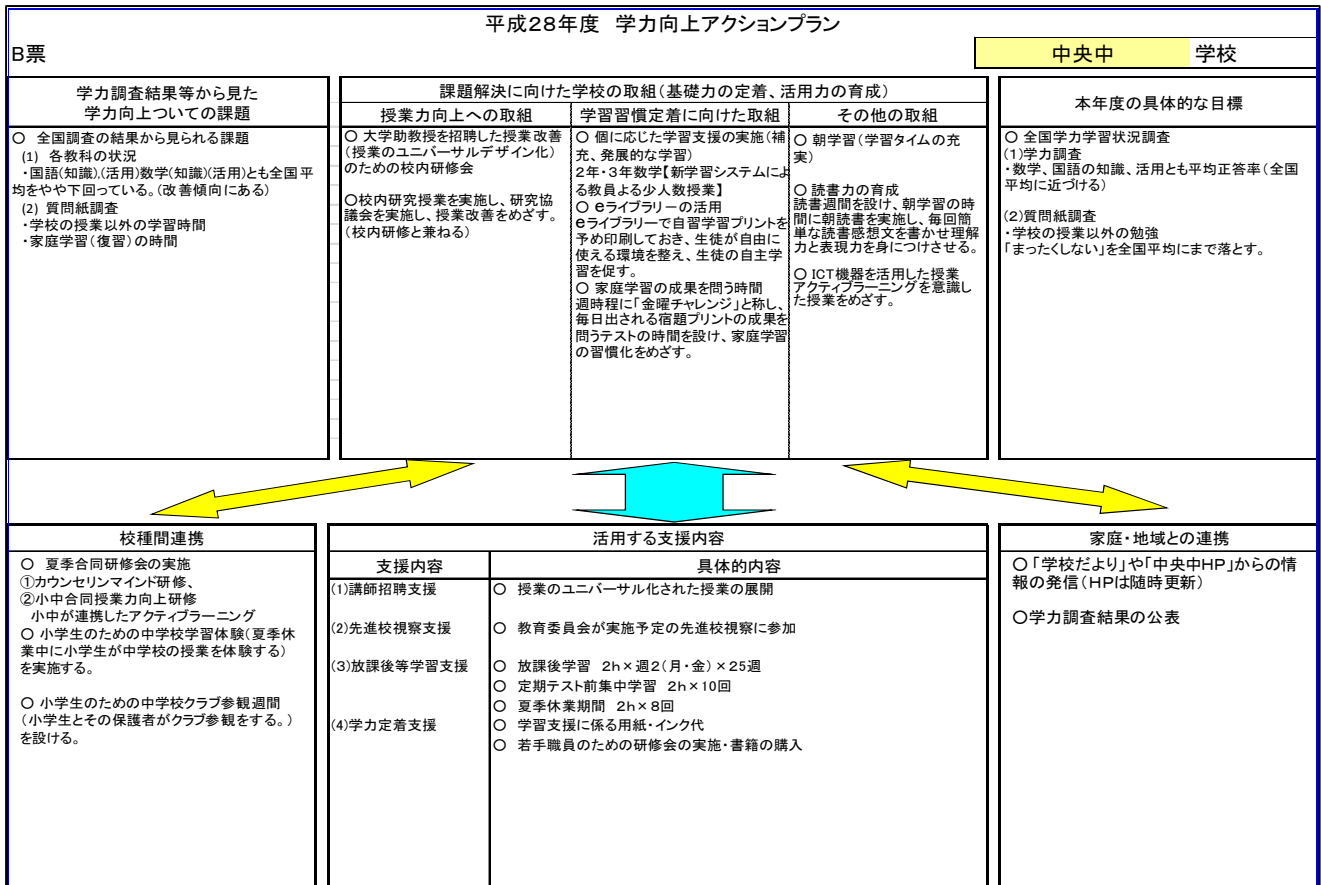 平成28年度 学力向上アクションプラン
B票
中央中 学校
学力調査結果等から見た
学力向上ついての課題
○ 全国調査の結果から見られる課題
(1) 各教科の状況
・国語(知識),(活用)数学(知識)(活用)とも全国平
均をやや下回っている。(改善傾向にある)
(2) 質問紙調査
・学校の授業以外の学習時間
・家庭学習(復習)の時間
課題解決に向けた学校の取組(基礎力の定着、活用力の育成)
授業力向上への取組
○ 大学助教授を招聘した授業改善
(授業のユニバーサルデザイン化)
のための校内研修会
○校内研究授業を実施し、研究協
議会を実施し、授業改善をめざす。
(校内研修と兼ねる)
学習習慣定着に向けた取組
○ 個に応じた学習支援の実施(補
充、発展的な学習)
2年・3年数学【新学習システムによ
る教員よる少人数授業】
○ eライブラリーの活用
eライブラリーで自習学習プリントを
予め印刷しておき、生徒が自由に
使える環境を整え、生徒の自主学
習を促す。
○ 家庭学習の成果を問う時間
週時程に「金曜チャレンジ」と称し、
毎日出される宿題プリントの成果を
問うテストの時間を設け、家庭学習
の習慣化をめざす。
その他の取組
○ 朝学習(学習タイムの充
実)
○ 読書力の育成
読書週間を設け、朝学習の時
間に朝読書を実施し、毎回簡
単な読書感想文を書かせ理解
力と表現力を身につけさせる。
○ ICT機器を活用した授業
アクティブラーニングを意識し
た授業をめざす。
本年度の具体的な目標
○ 全国学力学習状況調査
(1)学力調査
・数学、国語の知識、活用とも平均正答率(全国
平均に近づける)
(2)質問紙調査
・学校の授業以外の勉強
「まったくしない」を全国平均にまで落とす。
校種間連携
○ 夏季合同研修会の実施
①カウンセリンマインド研修、
②小中合同授業力向上研修
小中が連携したアクティブラーニング
○ 小学生のための中学校学習体験(夏季休
業中に小学生が中学校の授業を体験する)
を実施する。
○ 小学生のための中学校クラブ参観週間
(小学生とその保護者がクラブ参観をする。)
を設ける。
活用する支援内容
支援内容 具体的内容
(1)講師招聘支援 ○ 授業のユニバーサル化された授業の展開
(2)先進校視察支援 ○ 教育委員会が実施予定の先進校視察に参加
(3)放課後等学習支援 ○ 放課後学習 2h×週2(月・金)×25週
○ 定期テスト前集中学習 2h×10回
○ 夏季休業期間 2h×8回
(4)学力定着支援 ○ 学習支援に係る用紙・インク代
○ 若手職員のための研修会の実施・書籍の購入
家庭・地域との連携
○「学校だより」や「中央中HP」からの情
報の発信(HPは随時更新)
○学力調査結果の公表